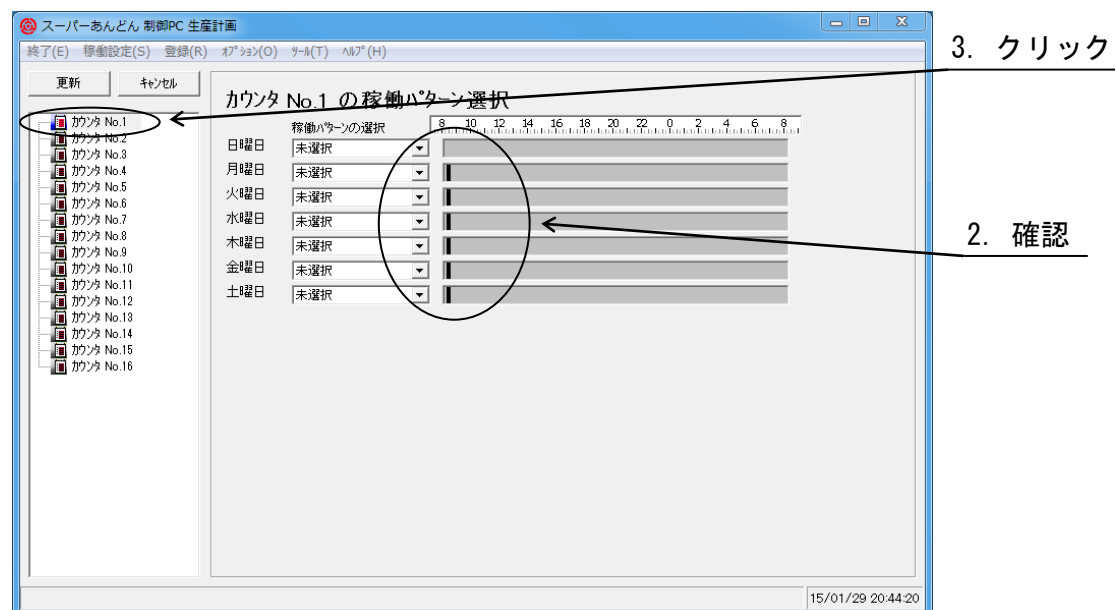 スーパーあんどん 制御PC 生産計画
終了(E) 稼働設定(S) 登録(R) ｵﾌﾟｼｮﾝ(O) ﾂｰﾙ(T) ﾍﾙﾌﾟ(H)
3. クリック
更新 ｷｬﾝｾﾙ
ｶｳﾝﾀ No.1 の稼働ﾊﾟﾀｰﾝ選択
稼働ﾊﾟﾀｰﾝの選択 8 10 12 14 16 18 20 22 0 2 4 6 8
日曜日 未選択
月曜日 未選択
火曜日 未選択
水曜日 未選択
木曜日 未選択
金曜日 未選択
土曜日 未選択
2. 確認
ｶｳﾝﾀ No.1
ｶｳﾝﾀ No.2
ｶｳﾝﾀ No.3
ｶｳﾝﾀ No.4
ｶｳﾝﾀ No.5
ｶｳﾝﾀ No.6
ｶｳﾝﾀ No.7
ｶｳﾝﾀ No.8
ｶｳﾝﾀ No.9
ｶｳﾝﾀ No.10
ｶｳﾝﾀ No.11
ｶｳﾝﾀ No.12
ｶｳﾝﾀ No.13
ｶｳﾝﾀ No.14
ｶｳﾝﾀ No.15
ｶｳﾝﾀ No.16
15/01/29 20:44:20